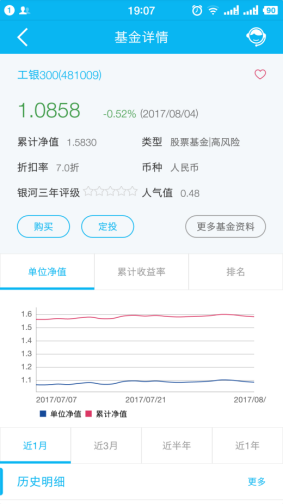 1 19:07 90
基金详情
工银300(481009)
1.0858 -0.52% (2017/08/04)
累计净值 1.5830 类型 股票基金|高风险
折扣率 7.0折 币种 人民币
银河三年评级 人气值 0.48
购买 定投 更多基金资料
单位净值 累计收益率 排名
1.6
1.5
1.4
1.3
1.2
1.1
2017/07/07 2017/07/21 2017/08/
单位净值 累计净值
近1月 近3月 近半年 近1年
历史明细 更多